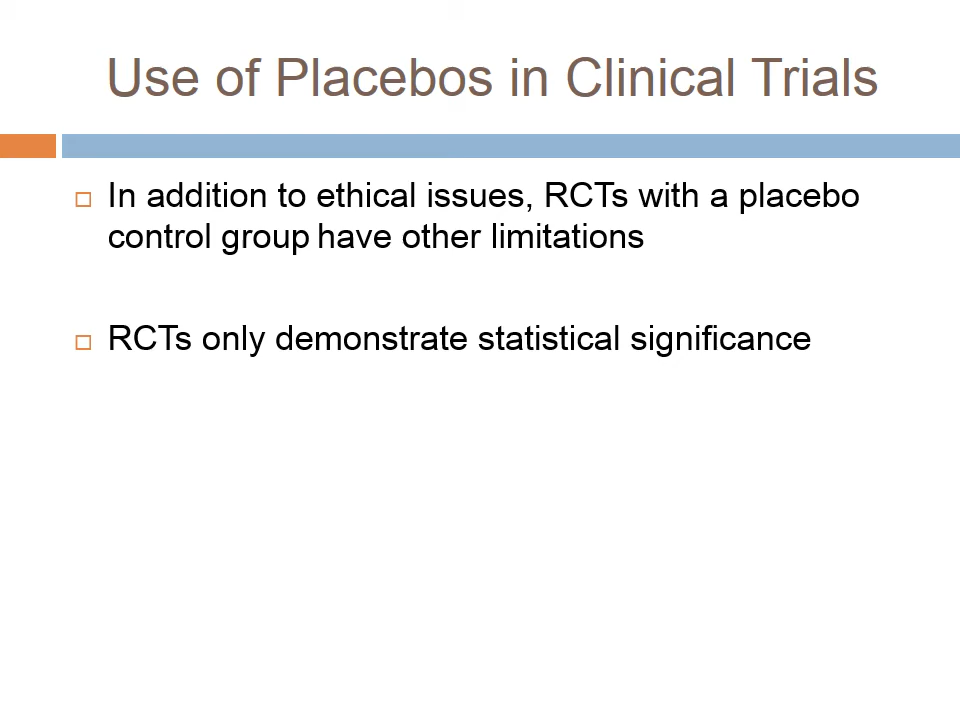 Use of Placebos in Clinical Trials
In addition to ethical issues, RCTs with a placebo
control group have other limitations
RCTs only demonstrate statistical significance